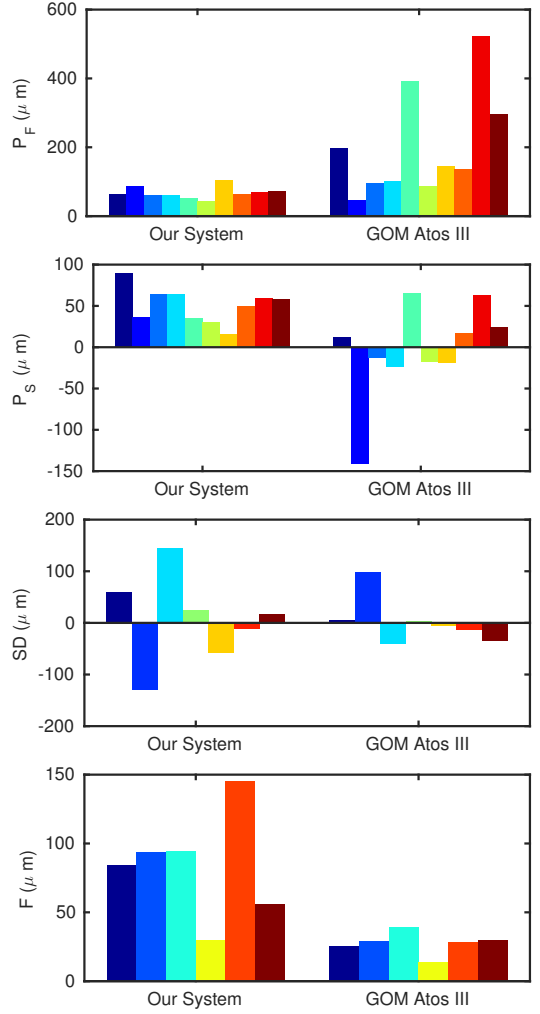 600
400
200
0
P_F (μ m)
Our System GOM Atos III
100
50
0
-50
-100
-150
P_S (μ m)
Our System GOM Atos III
200
100
0
-100
-200
SD (μ m)
Our System GOM Atos III
150
100
50
0
F (μ m)
Our System GOM Atos III